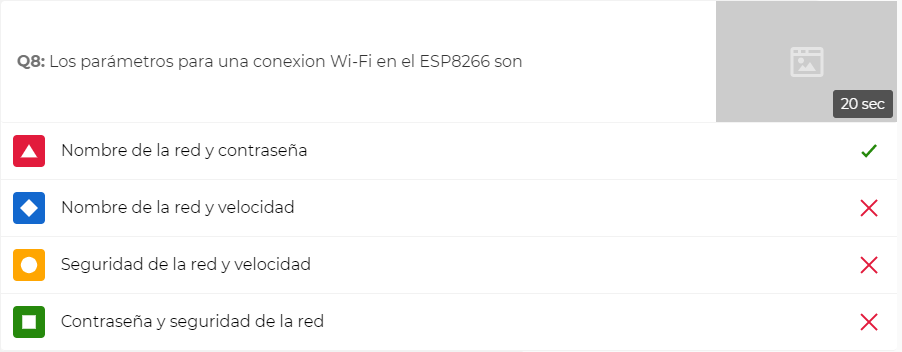 Q8: Los parámetros para una conexion Wi-Fi en el ESP8266 son
20 sec
Nombre de la red y contraseña
Nombre de la red y velocidad
Seguridad de la red y velocidad
Contraseña y seguridad de la red